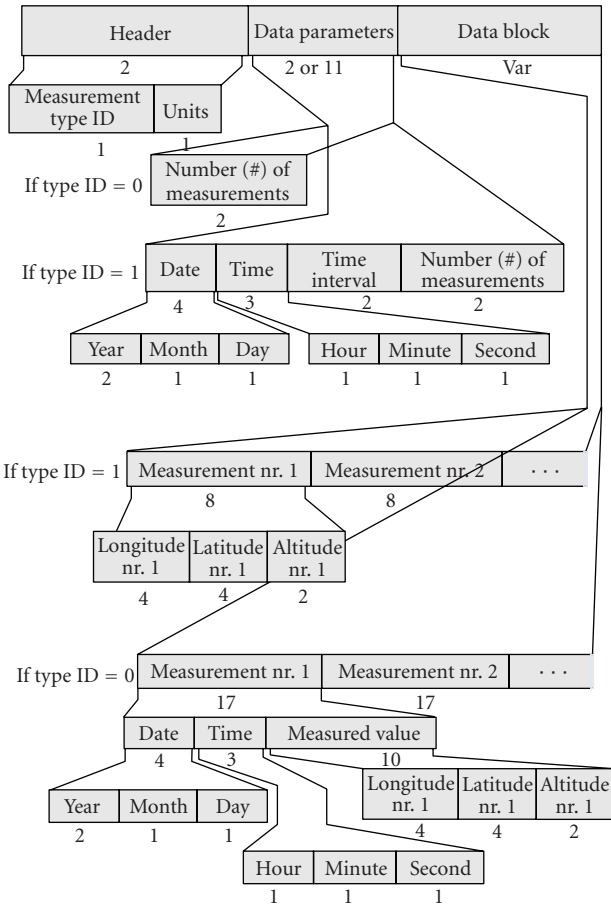 Header Data parameters Data block
2 2 or 11 Var
Measurement type ID Units
1 1
If type ID = 0 Number (#) of measurements
2
If type ID = 1 Date Time Time interval Number (#) of measurements
4 3 2 2
Year Month Day Hour Minute Second
2 1 1 1 1 1
If type ID = 1 Measurement nr. 1 Measurement nr. 2 · · ·
8 8
Longitude nr. 1 Latitude nr. 1 Altitude nr. 1
4 4 2
If type ID = 0 Measurement nr. 1 Measurement nr. 2 · · ·
17 17
Date Time Measured value
4 3 10
Year Month Day Longitude nr. 1 Latitude nr. 1 Altitude nr. 1
2 1 1 4 4 2
Hour Minute Second
1 1 1